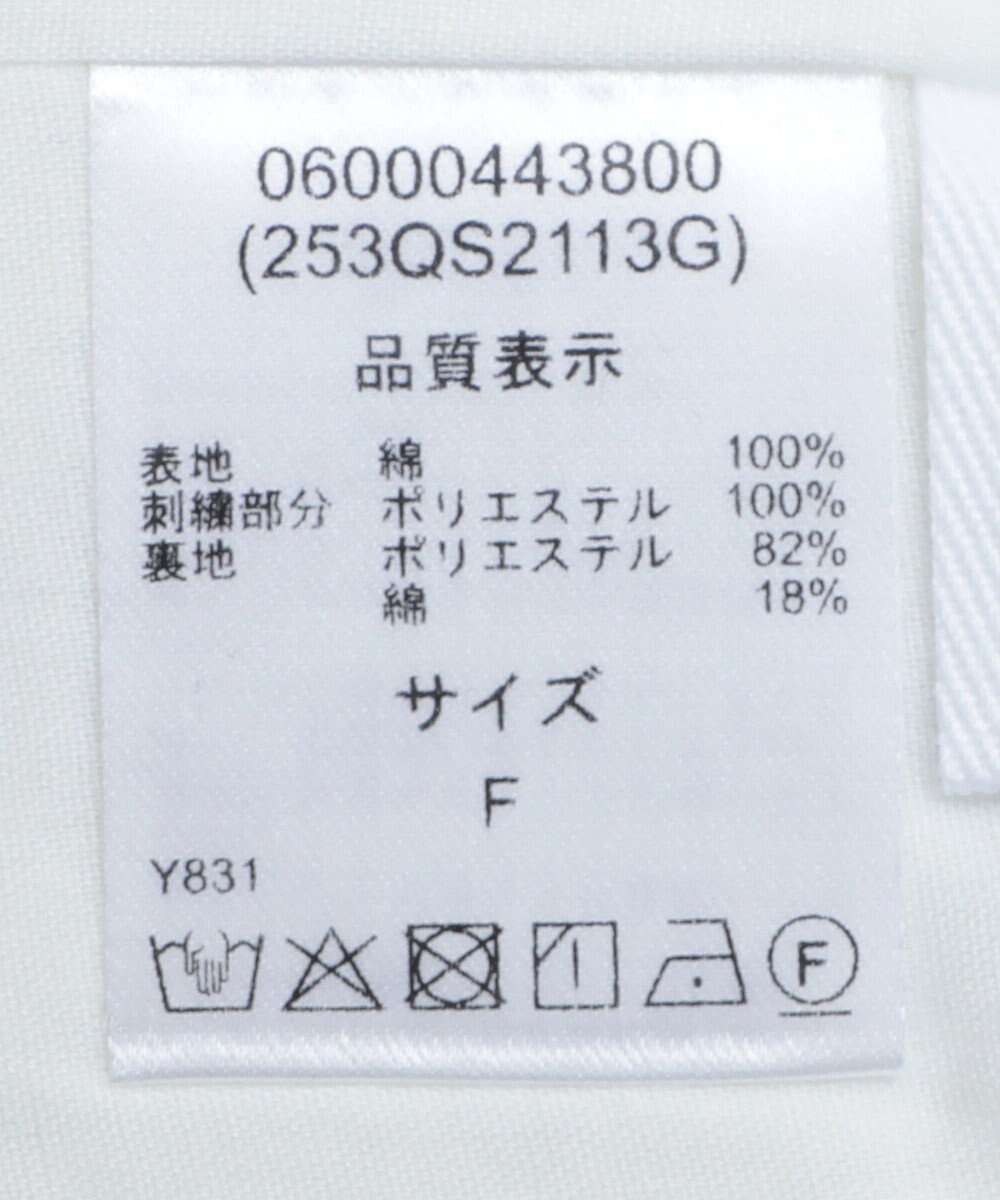 06000443800
(253QS2113G)
品質表示
表地 綿 100%
刺繍部分 ポリエステル 100%
裏地 ポリエステル 82%
綿 18%
サイズ
F
Y831
F